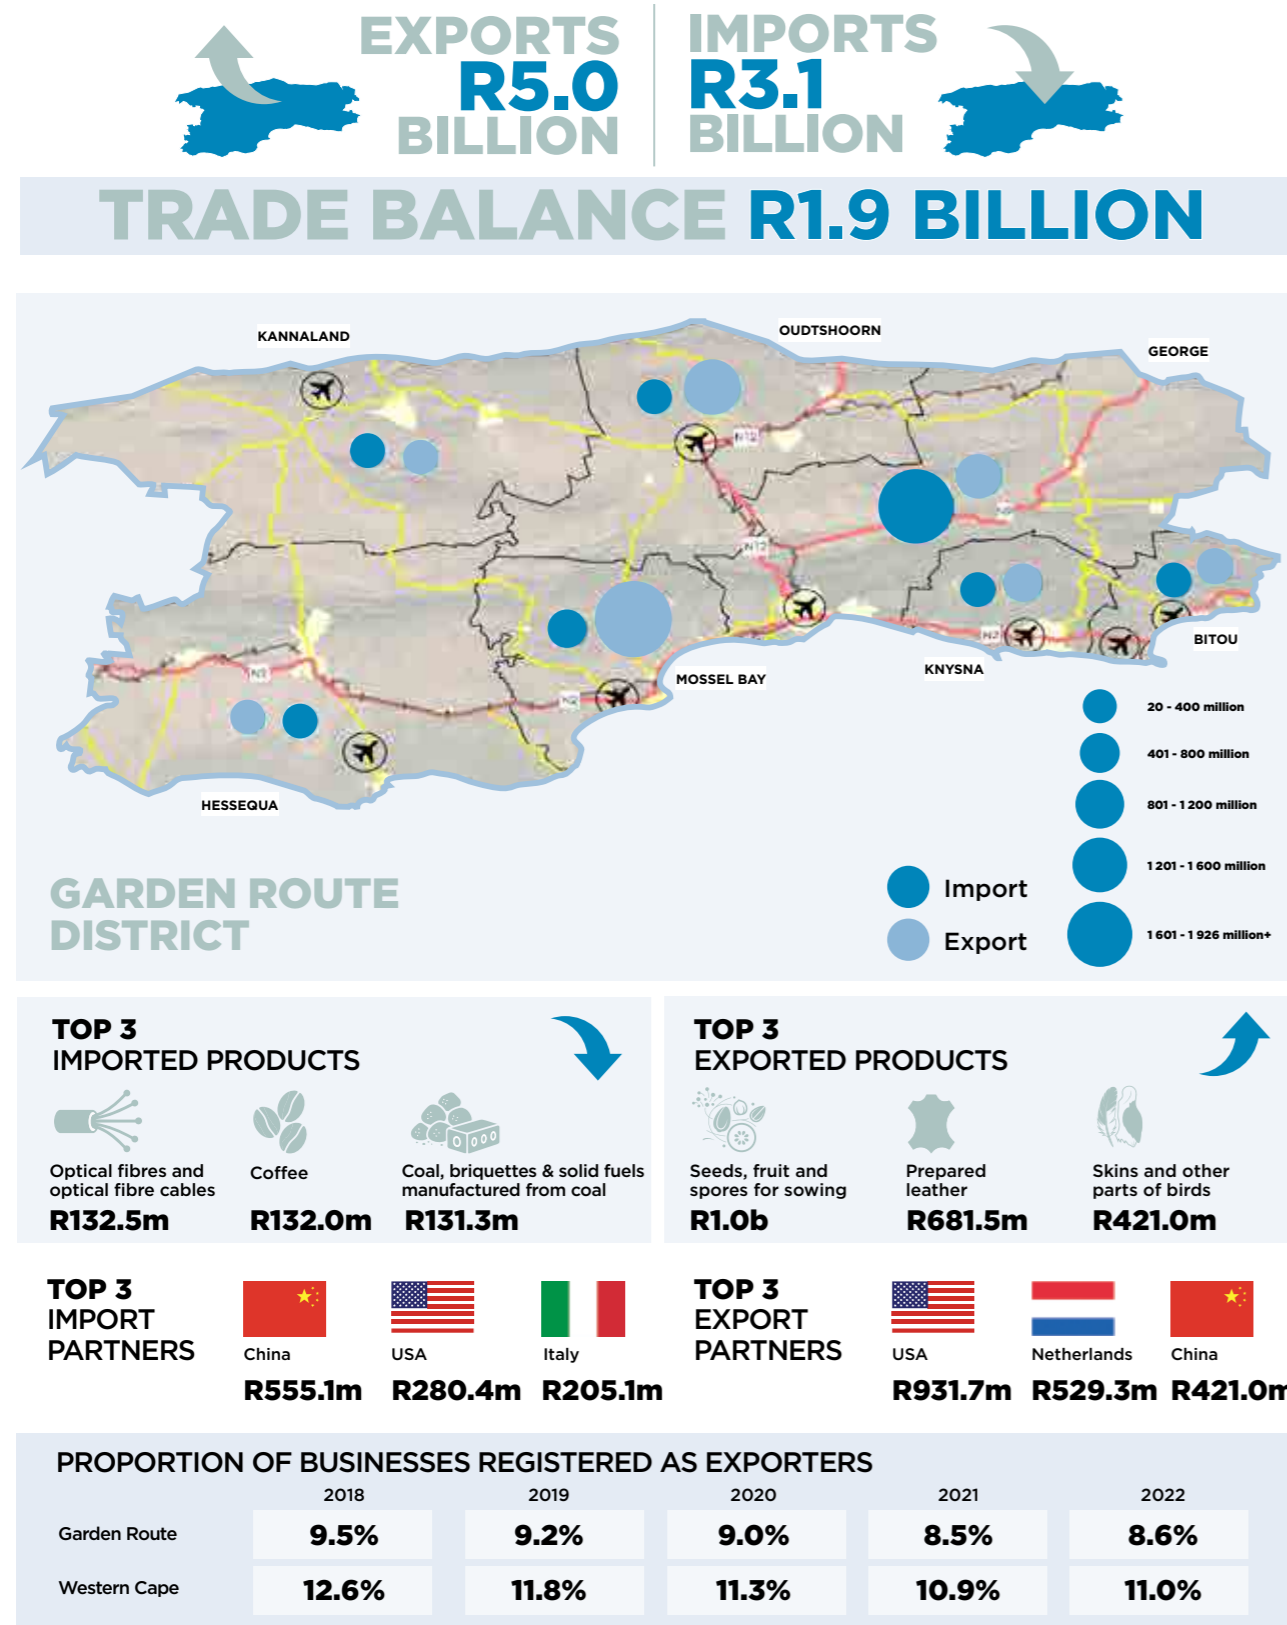 EXPORTS
R5.0
BILLION
IMPORTS
R3.1
BILLION
TRADE BALANCE R1.9 BILLION
KANNALAND
OUDTSHOORN
GEORGE
N12
N9
N12
N2
BITOU
KNYSNA
MOSSEL BAY
N2
N2
HESSEQUA
20 - 400 million
401 - 800 million
801 - 1 200 million
1 201 - 1 600 million
1 601 - 1 926 million+
Import
Export
GARDEN ROUTE
DISTRICT
TOP 3
IMPORTED PRODUCTS
Optical fibres and
optical fibre cables
R132.5m
Coffee
R132.0m
Coal, briquettes & solid fuels
manufactured from coal
R131.3m
TOP 3
EXPORTED PRODUCTS
Seeds, fruit and
spores for sowing
R1.0b
Prepared
leather
R681.5m
Skins and other
parts of birds
R421.0m
TOP 3
IMPORT
PARTNERS
China
R555.1m
USA
R280.4m
Italy
R205.1m
TOP 3
EXPORT
PARTNERS
USA
R931.7m
Netherlands
R529.3m
China
R421.0m
PROPORTION OF BUSINESSES REGISTERED AS EXPORTERS
2018 2019 2020 2021 2022
Garden Route 9.5% 9.2% 9.0% 8.5% 8.6%
Western Cape 12.6% 11.8% 11.3% 10.9% 11.0%